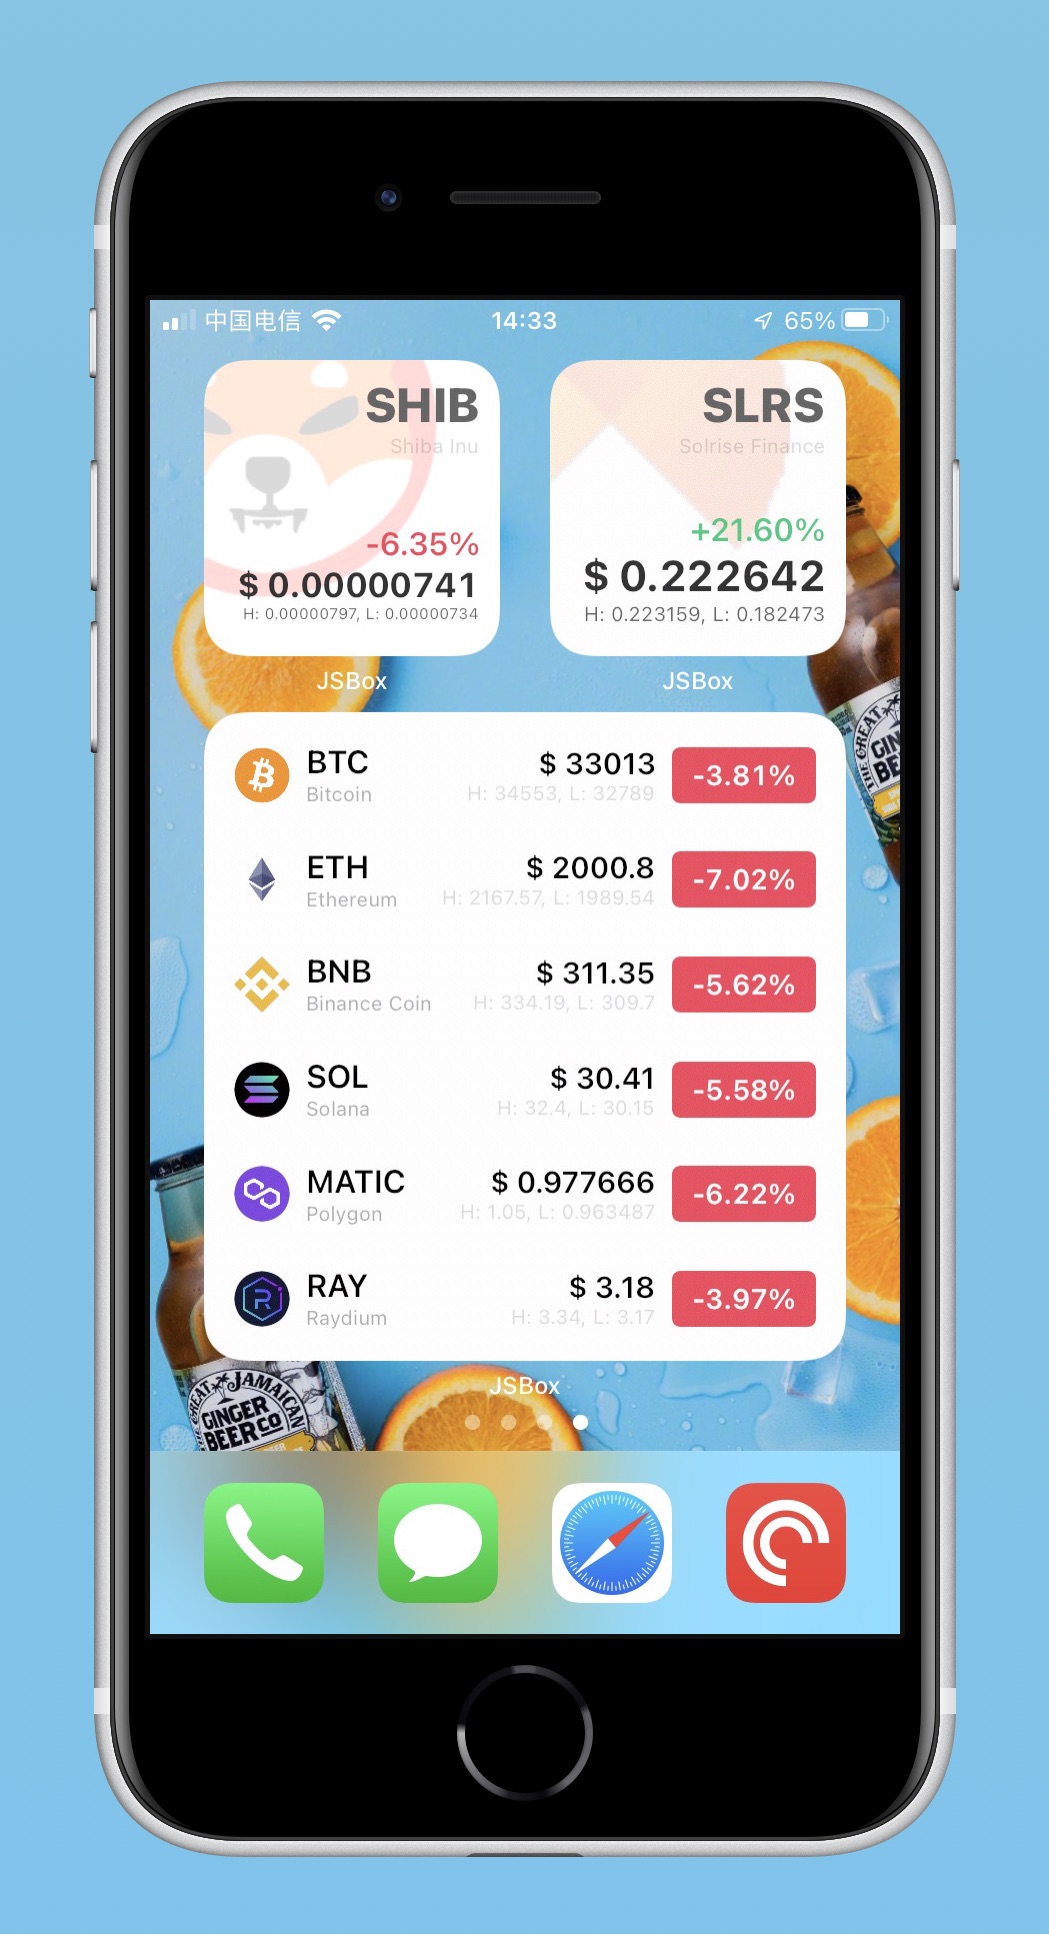 中国电信
14:33
65%
SHIB
Shiba Inu
-6.35%
$ 0.00000741
H: 0.00000797, L: 0.00000734
JSBox
SLRS
Solrise Finance
+21.60%
$ 0.222642
H: 0.223159, L: 0.182473
JSBox
BTC
Bitcoin
$ 33013
H: 34553, L: 32789
-3.81%
ETH
Ethereum
$ 2000.8
H: 2167.57, L: 1989.54
-7.02%
BNB
Binance Coin
$ 311.35
H: 334.19, L: 309.7
-5.62%
SOL
Solana
$ 30.41
H: 32.4, L: 30.15
-5.58%
MATIC
Polygon
$ 0.977666
H: 1.05, L: 0.963487
-6.22%
RAY
Raydium
$ 3.18
H: 3.34, L: 3.17
-3.97%
JSBox
THE GREAT
GREAT JAMAICAN
GINGER
BEER CO